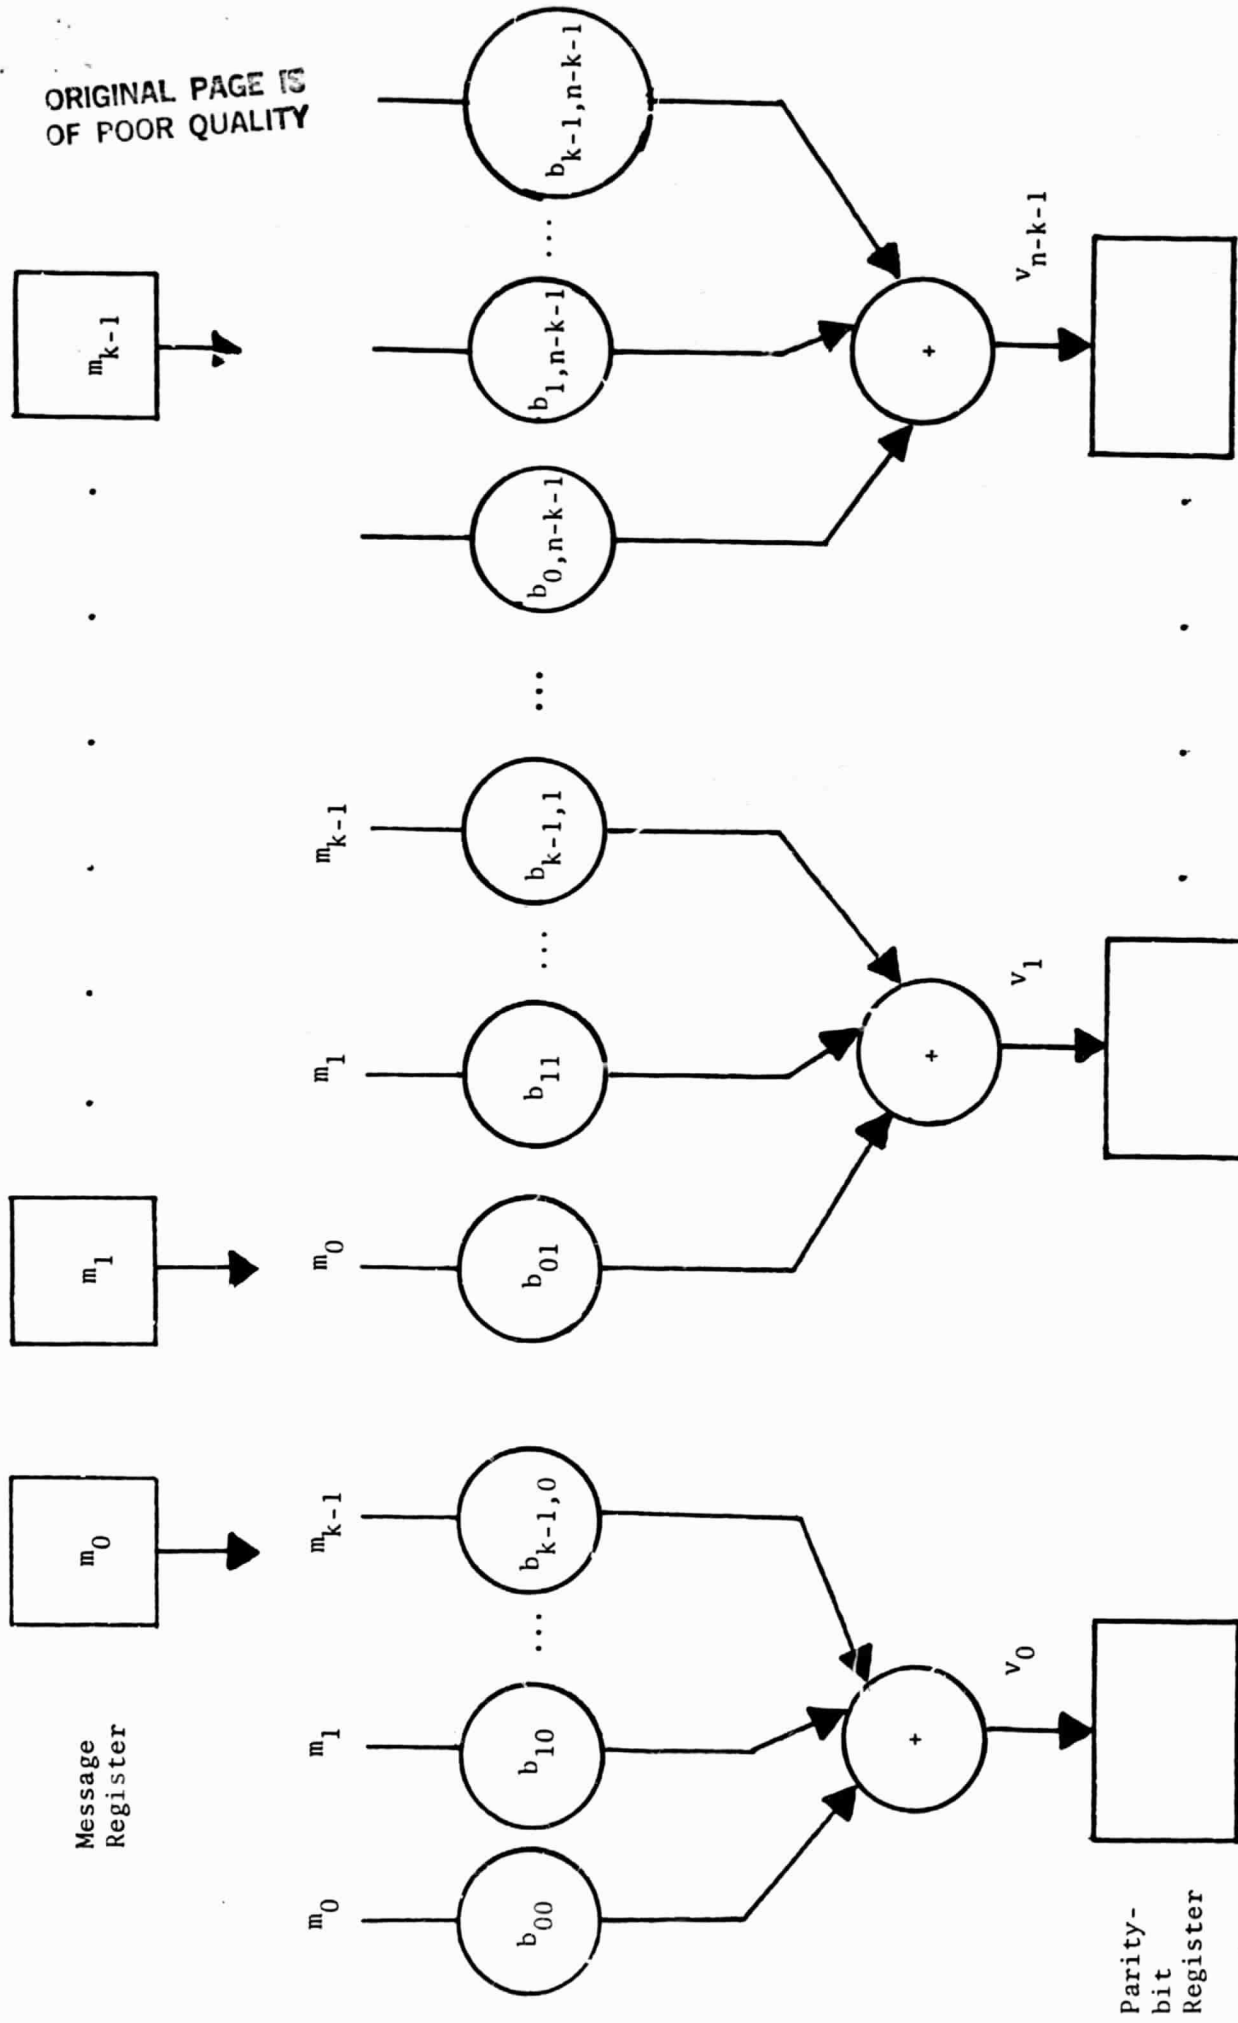 ORIGINAL PAGE IS
OF POOR QUALITY
Message
Register
m0
m1
. . . . . .
mk-1
m0
m1
mk-1
m0
m1
mk-1
b00
b10
...
bk-1,0
b01
b11
...
bk-1,1
...
b0,n-k-1
b1,n-k-1
...
bk-1,n-k-1
+
+
+
v0
v1
vn-k-1
Parity-
bit
Register
. . . .